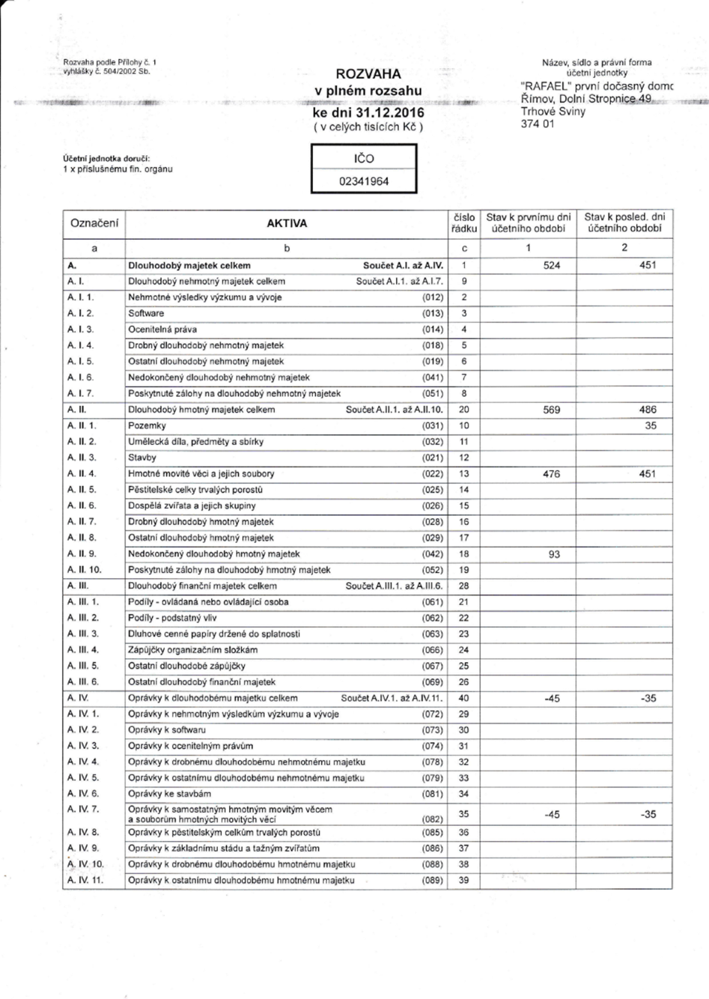 Rozvaha podle Přílohy č. 1
vyhlášky č. 504/2002 Sb.
ROZVAHA
v plném rozsahu
ke dni 31.12.2016
( v celých tisících Kč )
Název, sídlo a právní forma
účetní jednotky
"RAFAEL" první dočasný domc
Římov, Dolní Stropnice 49
Trhové Sviny
374 01
Účetní jednotka doručí:
1 x příslušnému fin. orgánu
IČO
02341964
Označení AKTIVA číslo řádku Stav k prvnímu dni účetního období Stav k posled. dni účetního období
a b c 1 2
A. Dlouhodobý majetek celkem Součet A.I. až A.IV. 1 524 451
A. I. Dlouhodobý nehmotný majetek celkem Součet A.I.1. až A.I.7. 9
A. I. 1. Nehmotné výsledky výzkumu a vývoje (012) 2
A. I. 2. Software (013) 3
A. I. 3. Ocenitelná práva (014) 4
A. I. 4. Drobný dlouhodobý nehmotný majetek (018) 5
A. I. 5. Ostatní dlouhodobý nehmotný majetek (019) 6
A. I. 6. Nedokončený dlouhodobý nehmotný majetek (041) 7
A. I. 7. Poskytnuté zálohy na dlouhodobý nehmotný majetek (051) 8
A. II. Dlouhodobý hmotný majetek celkem Součet A.II.1. až A.II.10. 20 569 486
A. II. 1. Pozemky (031) 10 35
A. II. 2. Umělecká díla, předměty a sbírky (032) 11
A. II. 3. Stavby (021) 12
A. II. 4. Hmotné movité věci a jejich soubory (022) 13 476 451
A. II. 5. Pěstitelské celky trvalých porostů (025) 14
A. II. 6. Dospělá zvířata a jejich skupiny (026) 15
A. II. 7. Drobný dlouhodobý hmotný majetek (028) 16
A. II. 8. Ostatní dlouhodobý hmotný majetek (029) 17
A. II. 9. Nedokončený dlouhodobý hmotný majetek (042) 18 93
A. II. 10. Poskytnuté zálohy na dlouhodobý hmotný majetek (052) 19
A. III. Dlouhodobý finanční majetek celkem Součet A.III.1. až A.III.6. 28
A. III. 1. Podíly - ovládaná nebo ovládající osoba (061) 21
A. III. 2. Podíly - podstatný vliv (062) 22
A. III. 3. Dluhové cenné papíry držené do splatnosti (063) 23
A. III. 4. Zápůjčky organizačním složkám (066) 24
A. III. 5. Ostatní dlouhodobé zápůjčky (067) 25
A. III. 6. Ostatní dlouhodobý finanční majetek (069) 26
A. IV. Oprávky k dlouhodobému majetku celkem Součet A.IV.1. až A.IV.11. 40 -45 -35
A. IV. 1. Oprávky k nehmotným výsledkům výzkumu a vývoje (072) 29
A. IV. 2. Oprávky k softwaru (073) 30
A. IV. 3. Oprávky k ocenitelným právům (074) 31
A. IV. 4. Oprávky k drobnému dlouhodobému nehmotnému majetku (078) 32
A. IV. 5. Oprávky k ostatnímu dlouhodobému nehmotnému majetku (079) 33
A. IV. 6. Oprávky ke stavbám (081) 34
A. IV. 7. Oprávky k samostatným hmotným movitým věcem
a souborům hmotných movitých věcí (082) 35 -45 -35
A. IV. 8. Oprávky k pěstitelským celkům trvalých porostů (085) 36
A. IV. 9. Oprávky k základnímu stádu a tažným zvířatům (086) 37
A. IV. 10. Oprávky k drobnému dlouhodobému hmotnému majetku (088) 38
A. IV. 11. Oprávky k ostatnímu dlouhodobému hmotnému majetku (089) 39